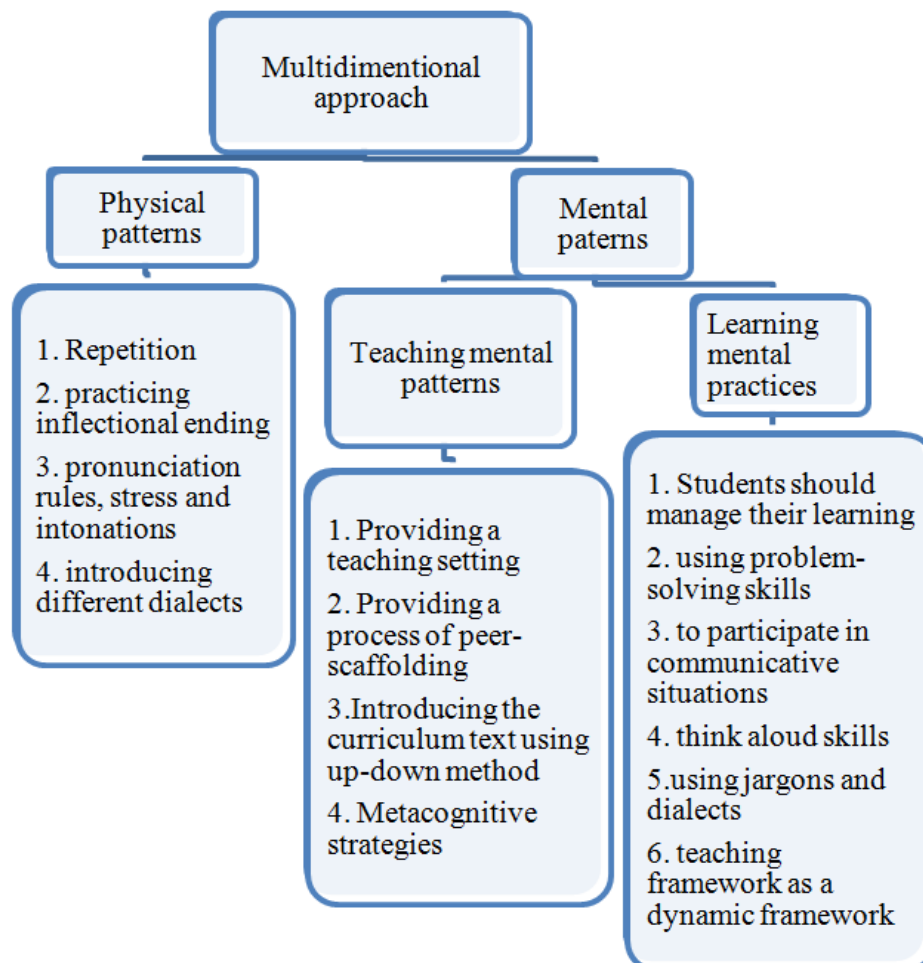 Multidimentional
approach
Physical
patterns
Mental
paterns
1. Repetition
2. practicing
inflectional ending
3. pronunciation
rules, stress and
intonations
4. introducing
different dialects
Teaching mental
patterns
1. Providing a
teaching setting
2. Providing a
process of peer-
scaffolding
3.Introducing the
curriculum text using
up-down method
4. Metacognitive
strategies
Learning
mental
practices
1. Students should
manage their learning
2. using problem-
solving skills
3. to participate in
communicative
situations
4. think aloud skills
5.using jargons and
dialects
6. teaching
framework as a
dynamic framework